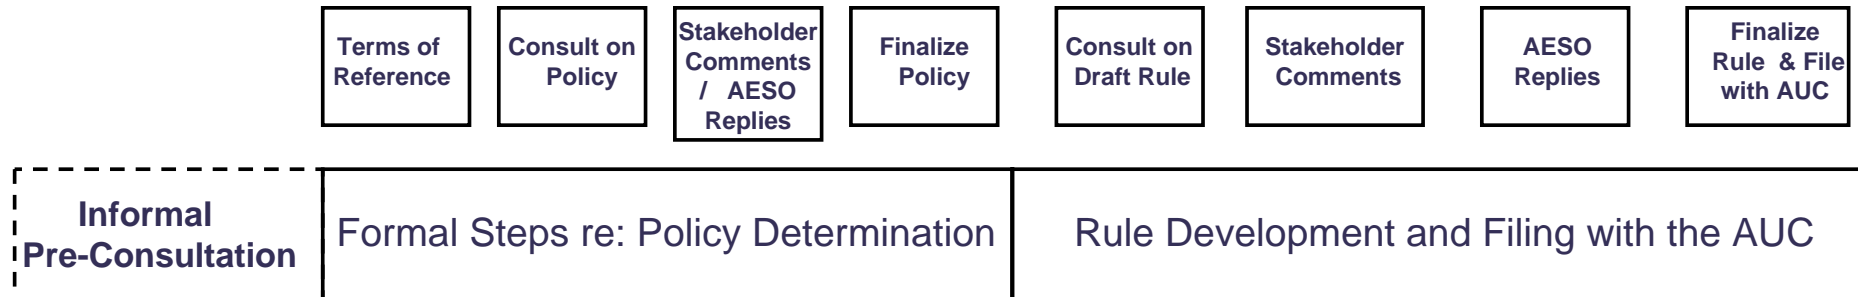 Terms of
Reference
Consult on
Policy
Stakeholder
Comments
/ AESO
Replies
Finalize
Policy
Consult on
Draft Rule
Stakeholder
Comments
AESO
Replies
Finalize
Rule & File
with AUC
Informal
Pre-Consultation
Formal Steps re: Policy Determination
Rule Development and Filing with the AUC